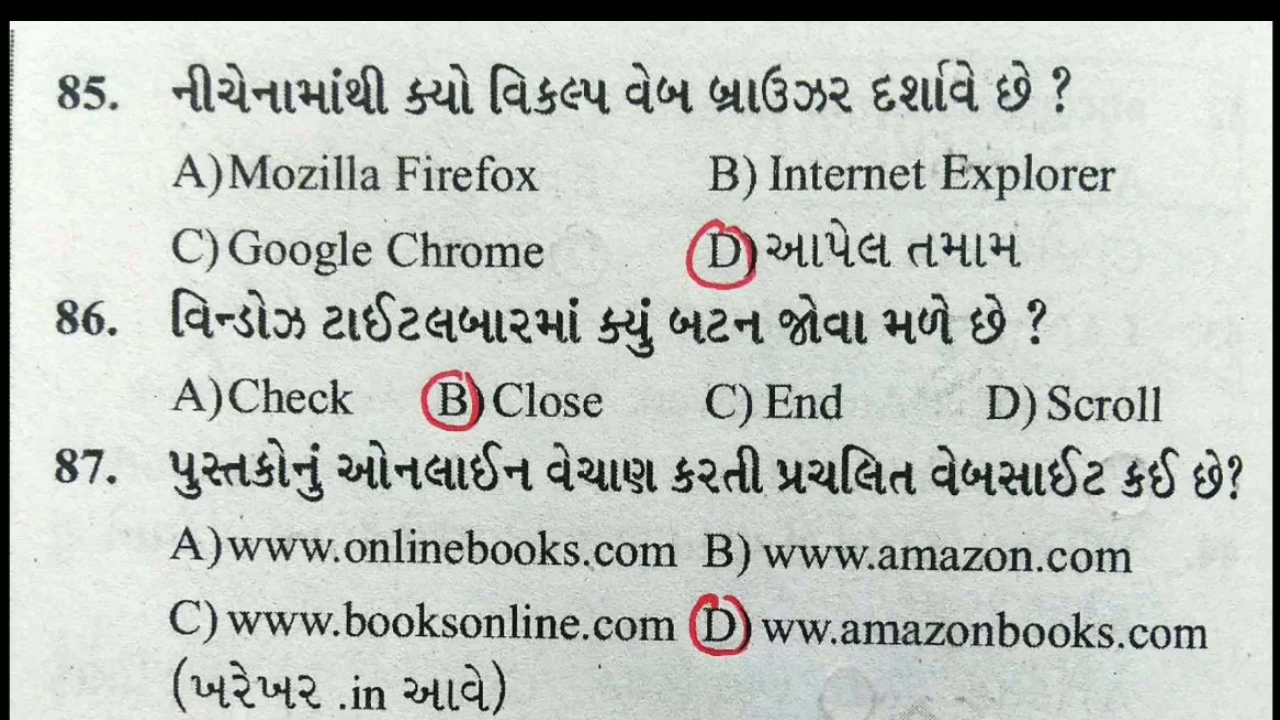 85. નીચેનામાંથી ક્યો વિકલ્પ વેબ બ્રાઉઝર દર્શાવે છે ?
A) Mozilla Firefox B) Internet Explorer
C) Google Chrome D) આપેલ તમામ
86. વિન્ડોઝ ટાઈટલબારમાં ક્યું બટન જોવા મળે છે ?
A) Check B) Close C) End D) Scroll
87. પુસ્તકોનું ઓનલાઈન વેચાણ કરતી પ્રચલિત વેબસાઈટ કઈ છે?
A) www.onlinebooks.com B) www.amazon.com
C) www.booksonline.com D) ww.amazonbooks.com
(ખરેખર .in આવે)